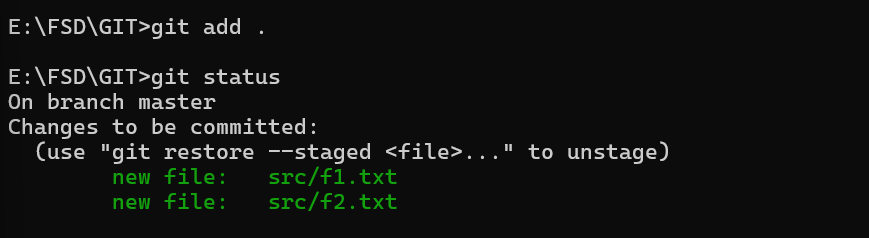 E:\FSD\GIT>git add .
E:\FSD\GIT>git status
On branch master
Changes to be committed:
  (use "git restore --staged <file>..." to unstage)
        new file:   src/f1.txt
        new file:   src/f2.txt